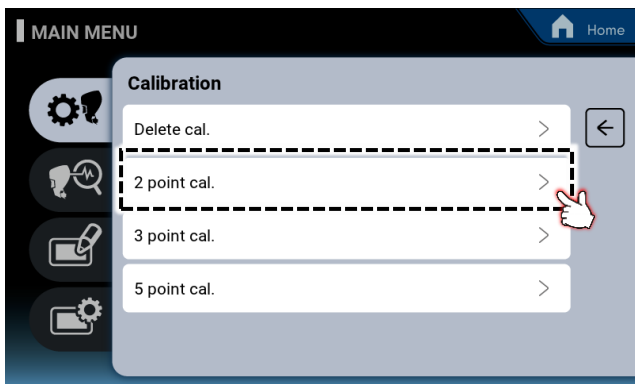 MAIN MENU
Home
Calibration
Delete cal.
2 point cal.
3 point cal.
5 point cal.